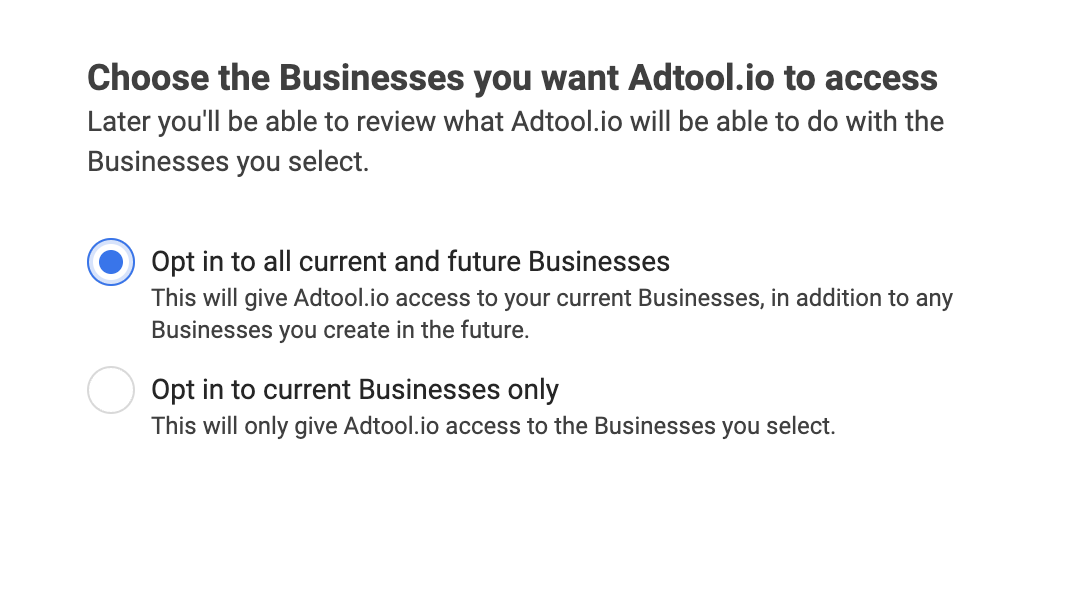 Choose the Businesses you want Adtool.io to access
Later you'll be able to review what Adtool.io will be able to do with the
Businesses you select.
Opt in to all current and future Businesses
This will give Adtool.io access to your current Businesses, in addition to any
Businesses you create in the future.
Opt in to current Businesses only
This will only give Adtool.io access to the Businesses you select.